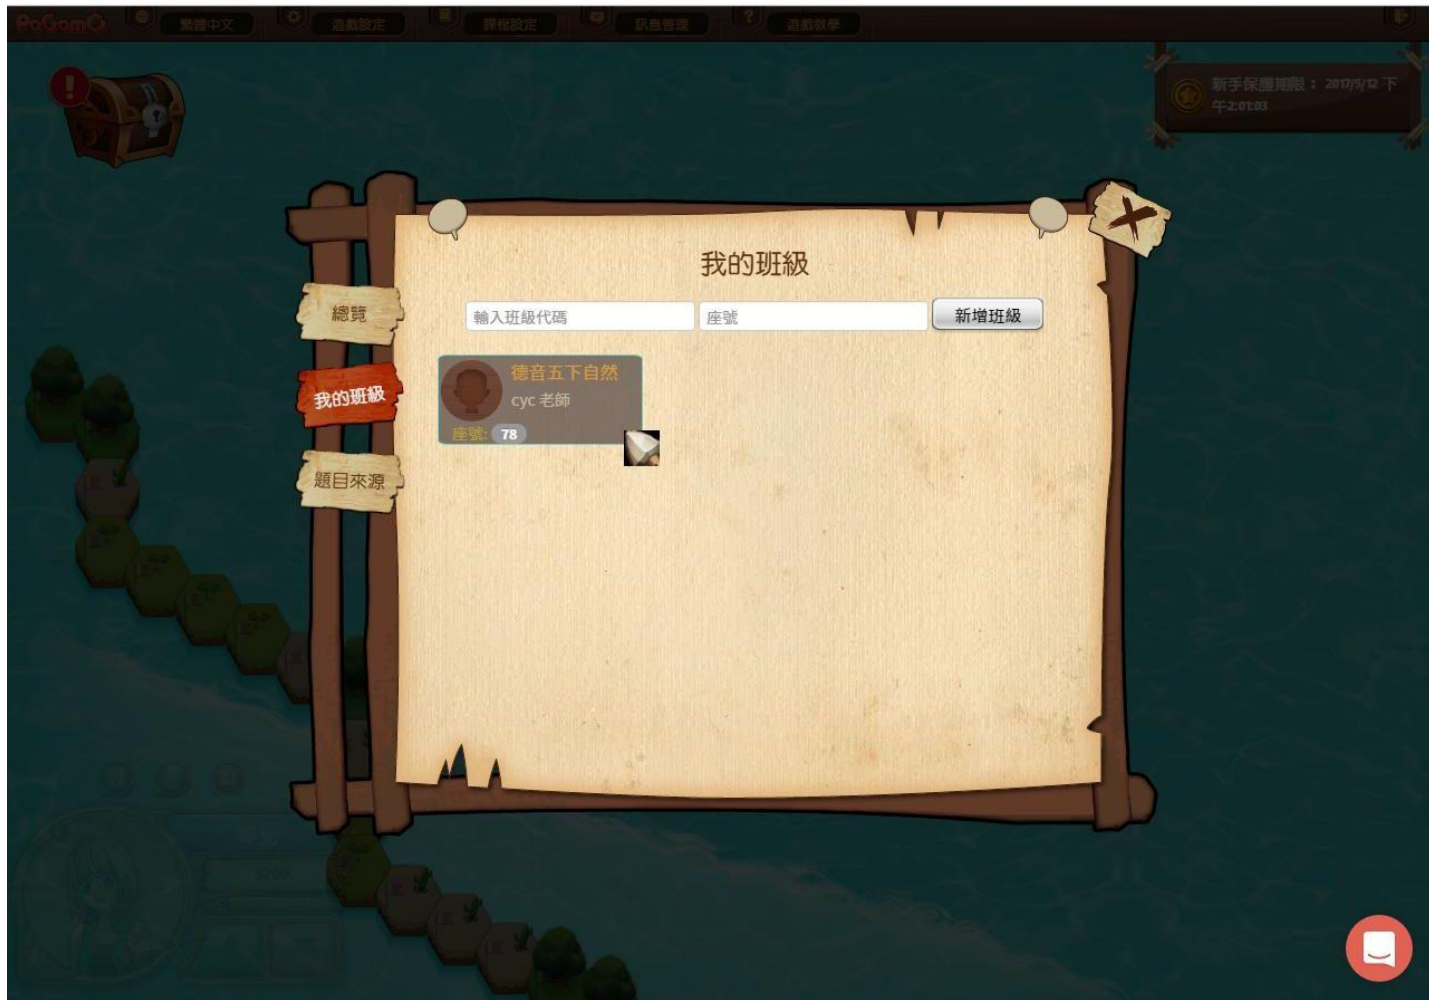 PaGamO 繁體中文 遊戲設定 課程設定 訊息管理 遊戲教學
新手保護期限： 2017/5/12 下
午2:01:03
我的班級
輸入班級代碼 座號 新增班級
總覽
德音五下自然
cyc 老師
我的班級
座號: 78
題目來源
5200